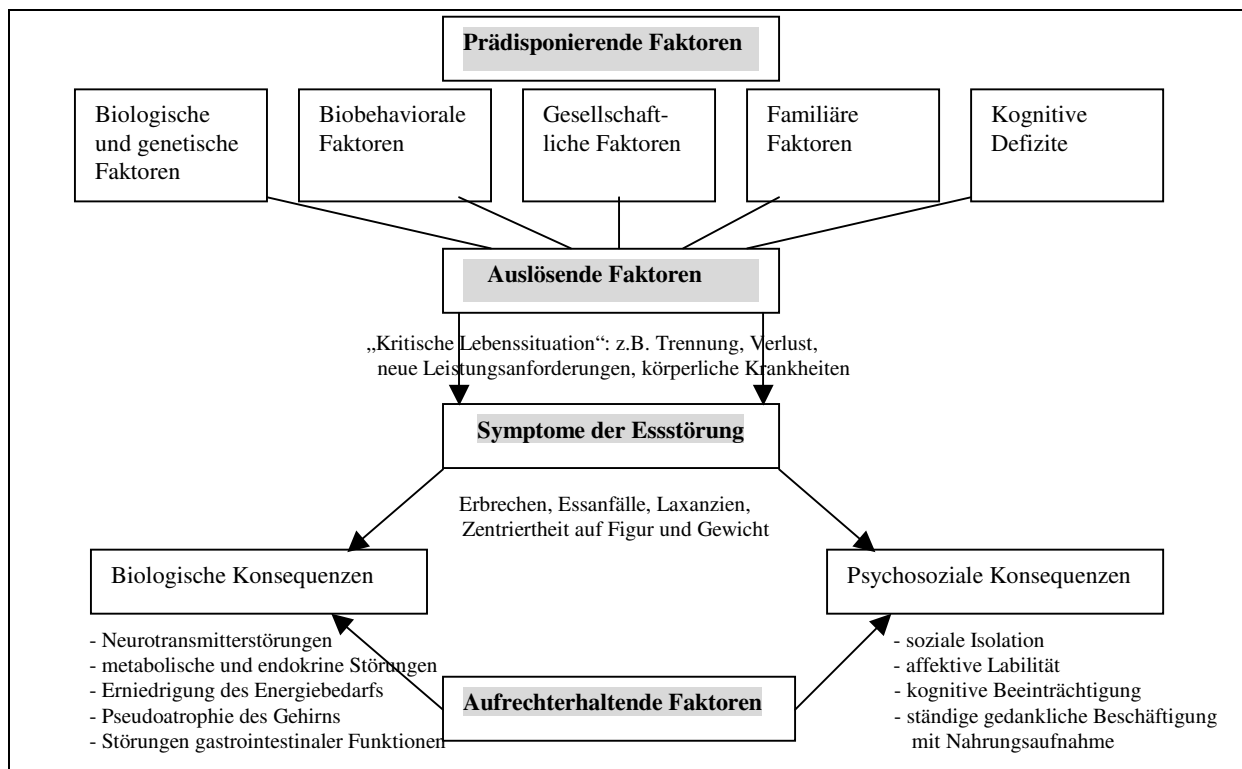 Prädisponierende Faktoren
Biologische
und genetische
Faktoren
Biobehaviorale
Faktoren
Gesellschaft-
liche Faktoren
Familiäre
Faktoren
Kognitive
Defizite
Auslösende Faktoren
„Kritische Lebenssituation“: z.B. Trennung, Verlust,
neue Leistungsanforderungen, körperliche Krankheiten
Symptome der Essstörung
Erbrechen, Essanfälle, Laxanzien,
Zentriertheit auf Figur und Gewicht
Biologische Konsequenzen
- Neurotransmitterstörungen
- metabolische und endokrine Störungen
- Erniedrigung des Energiebedarfs
- Pseudoatrophie des Gehirns
- Störungen gastrointestinaler Funktionen
Psychosoziale Konsequenzen
- soziale Isolation
- affektive Labilität
- kognitive Beeinträchtigung
- ständige gedankliche Beschäftigung
mit Nahrungsaufnahme
Aufrechterhaltende Faktoren